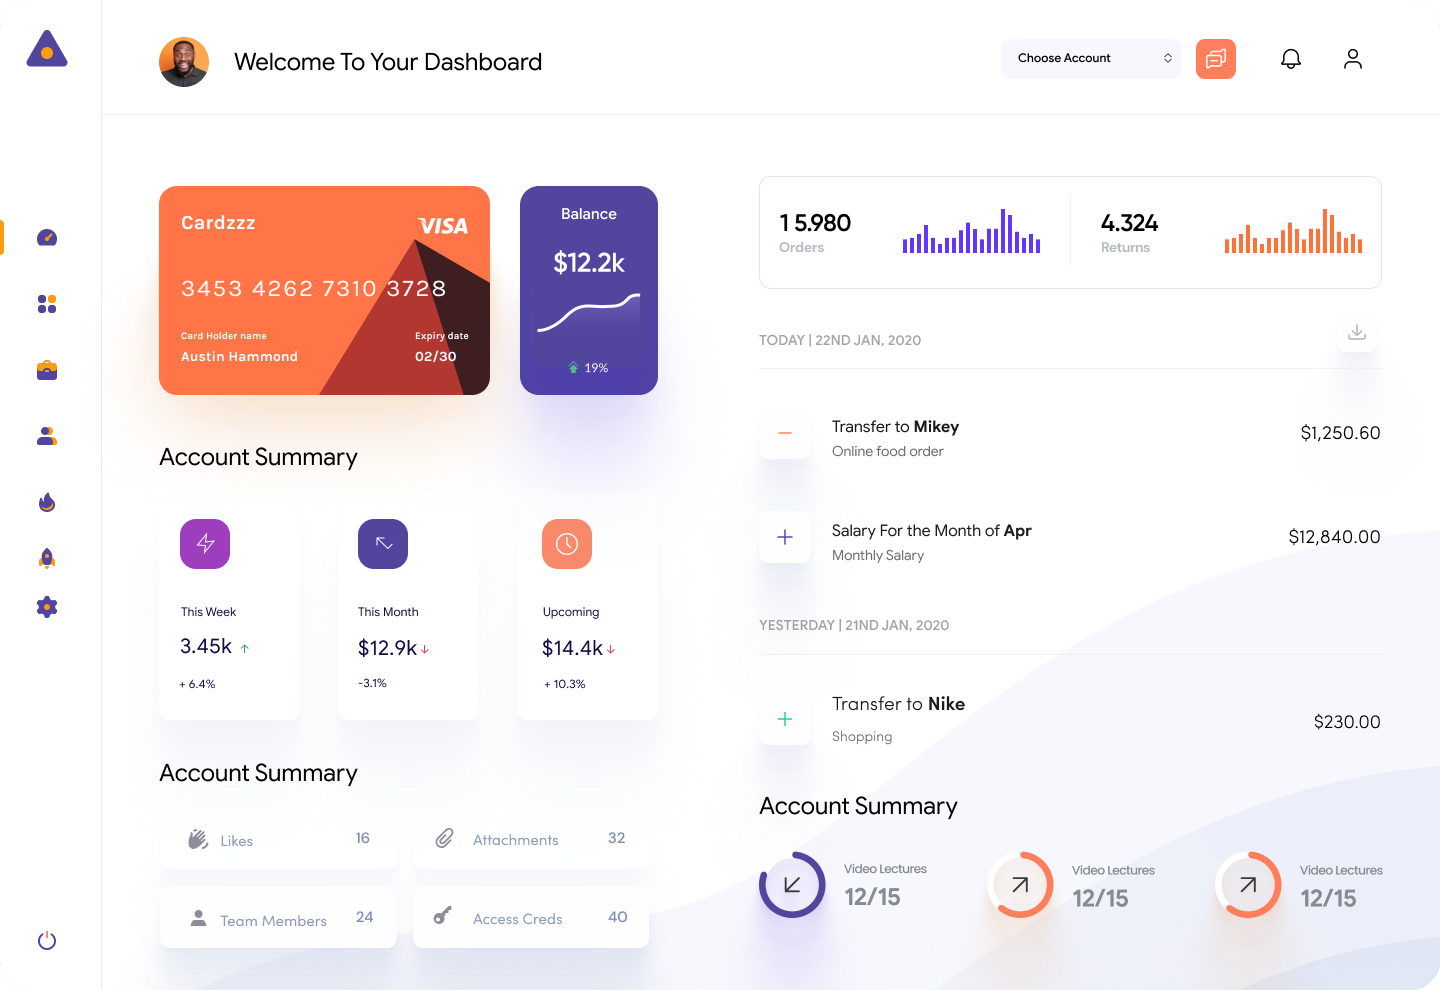 Welcome To Your Dashboard
Choose Account
Cardzzz
VISA
3453 4262 7310 3728
Card Holder name
Expiry date
Austin Hammond
02/30
Balance
$12.2k
19%
1 5.980
Orders
4.324
Returns
TODAY | 22ND JAN, 2020
Transfer to Mikey
Online food order
$1,250.60
Salary For the Month of Apr
Monthly Salary
$12,840.00
YESTERDAY | 21ND JAN, 2020
Transfer to Nike
Shopping
$230.00
Account Summary
This Week
3.45k
+ 6.4%
This Month
$12.9k
-3.1%
Upcoming
$14.4k
+ 10.3%
Account Summary
Likes
16
Attachments
32
Team Members
24
Access Creds
40
Account Summary
Video Lectures
12/15
Video Lectures
12/15
Video Lectures
12/15